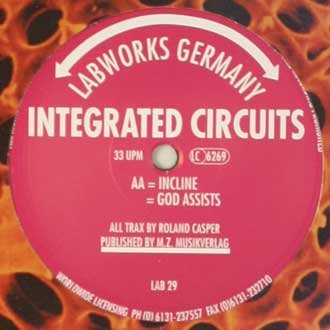 LABWORKS GERMANY
INTEGRATED CIRCUITS
33 UPM LC 6269
AA = INCLINE
= GOD ASSISTS
ALL TRAX BY ROLAND CASPER
PUBLISHED BY M.Z. MUSIKVERLAG
LAB 29
WORLDWIDE LICENSING PH (0) 6131-237557 FAX (0)6131-237710